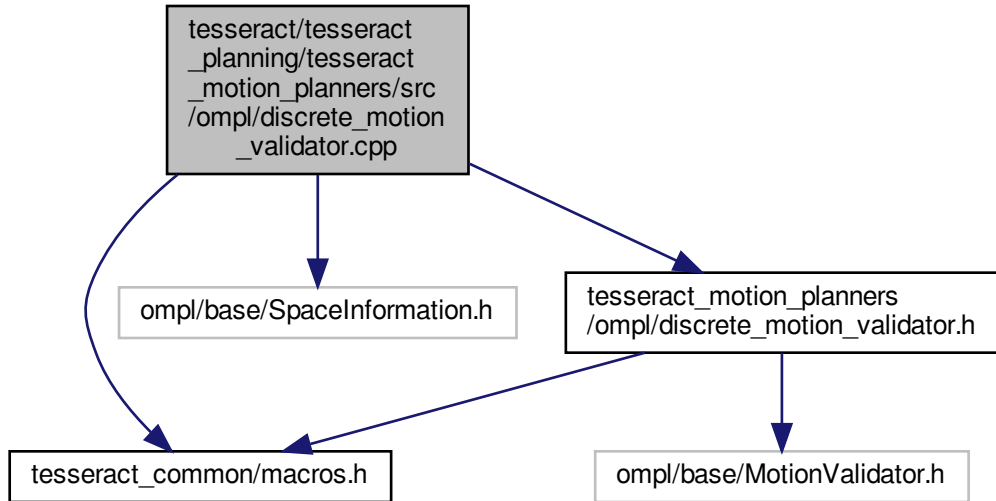 tesseract/tesseract
_planning/tesseract
_motion_planners/src
/ompl/discrete_motion
_validator.cpp
ompl/base/SpaceInformation.h
tesseract_motion_planners
/ompl/discrete_motion_validator.h
tesseract_common/macros.h
ompl/base/MotionValidator.h